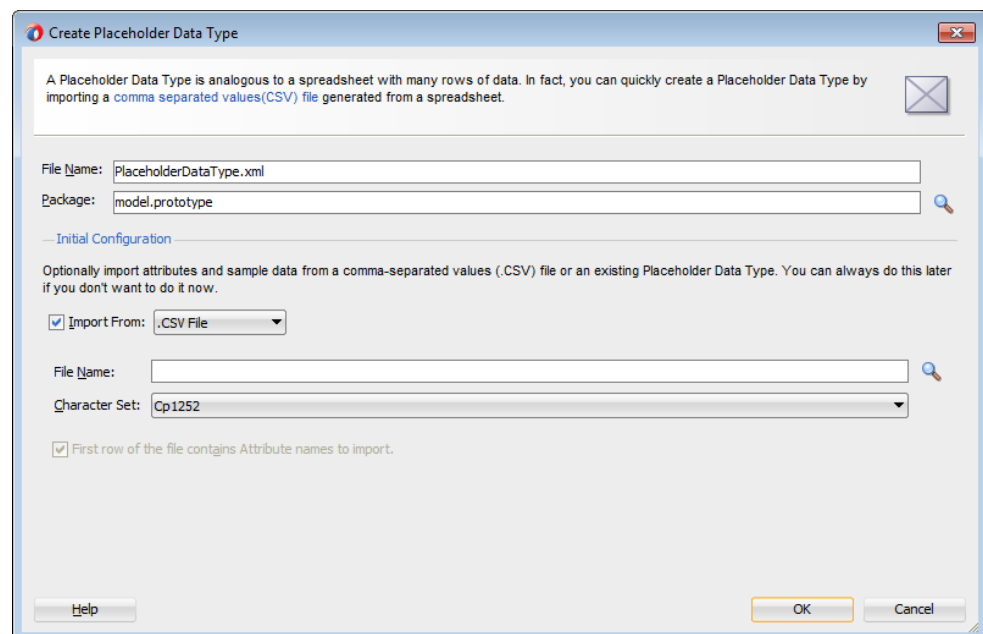 Create Placeholder Data Type
A Placeholder Data Type is analogous to a spreadsheet with many rows of data. In fact, you can quickly create a Placeholder Data Type by
importing a comma separated values(CSV) file generated from a spreadsheet.
File Name: PlaceholderDataType.xml
Package: model.prototype
Initial Configuration
Optionally import attributes and sample data from a comma-separated values (.CSV) file or an existing Placeholder Data Type. You can always do this later
if you don't want to do it now.
Import From: .CSV File
File Name:
Character Set: Cp1252
First row of the file contains Attribute names to import.
Help OK Cancel